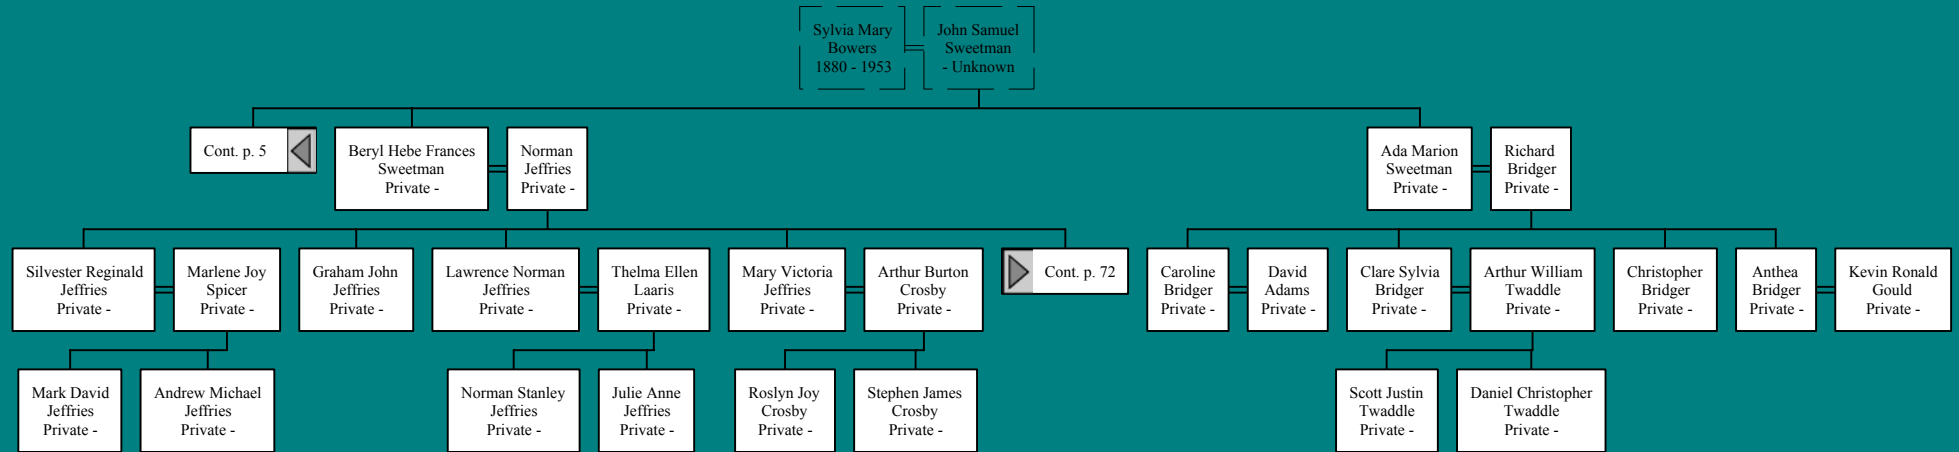 Sylvia Mary
Bowers
1880 - 1953
John Samuel
Sweetman
- Unknown
Cont. p. 5
Beryl Hebe Frances
Sweetman
Private -
Norman
Jeffries
Private -
Ada Marion
Sweetman
Private -
Richard
Bridger
Private -
Silvester Reginald
Jeffries
Private -
Marlene Joy
Spicer
Private -
Graham John
Jeffries
Private -
Lawrence Norman
Jeffries
Private -
Thelma Ellen
Laaris
Private -
Mary Victoria
Jeffries
Private -
Arthur Burton
Crosby
Private -
Cont. p. 72
Caroline
Bridger
Private -
David
Adams
Private -
Clare Sylvia
Bridger
Private -
Arthur William
Twaddle
Private -
Christopher
Bridger
Private -
Anthea
Bridger
Private -
Kevin Ronald
Gould
Private -
Mark David
Jeffries
Private -
Andrew Michael
Jeffries
Private -
Norman Stanley
Jeffries
Private -
Julie Anne
Jeffries
Private -
Roslyn Joy
Crosby
Private -
Stephen James
Crosby
Private -
Scott Justin
Twaddle
Private -
Daniel Christopher
Twaddle
Private -